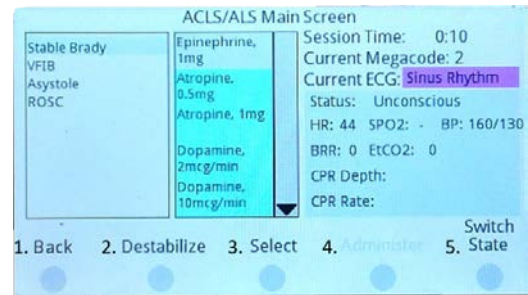 ACLS/ALS Main Screen
Stable Brady
VFIB
Asystole
ROSC
Epinephrine,
1mg
Atropine,
0.5mg
Atropine, 1mg
Dopamine,
2mcg/min
Dopamine,
10mcg/min
Session Time: 0:10
Current Megacode: 2
Current ECG: Sinus Rhythm
Status: Unconscious
HR: 44 SPO2: - BP: 160/130
BRR: 0 EtCO2: 0
CPR Depth:
CPR Rate:
1. Back 2. Destabilize 3. Select 4. Administer 5. Switch State